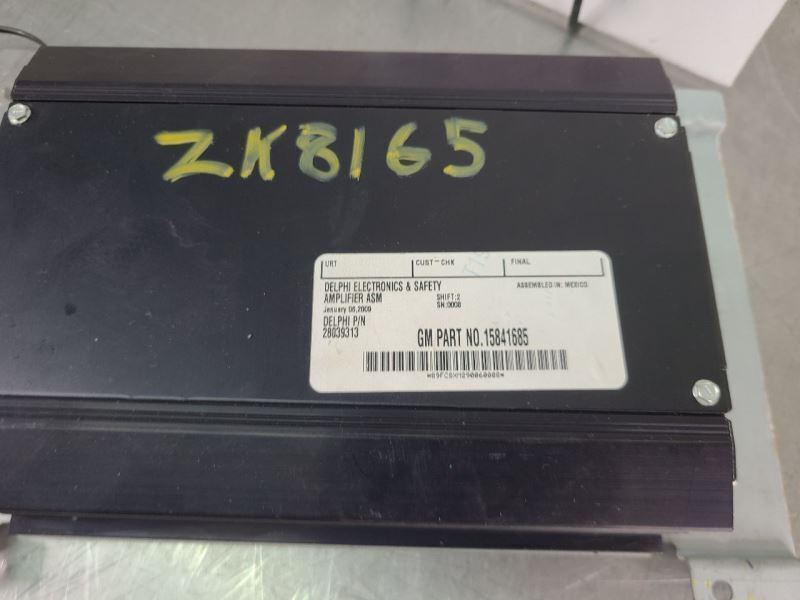 ZK8165
URT CUST-CHK FINAL
DELPHI ELECTRONICS & SAFETY ASSEMBLED IN: MEXICO.
AMPLIFIER ASM SHIFT:2
January 06,2009 SN:0008
DELPHI P/N
28039313 GM PART NO.15841685